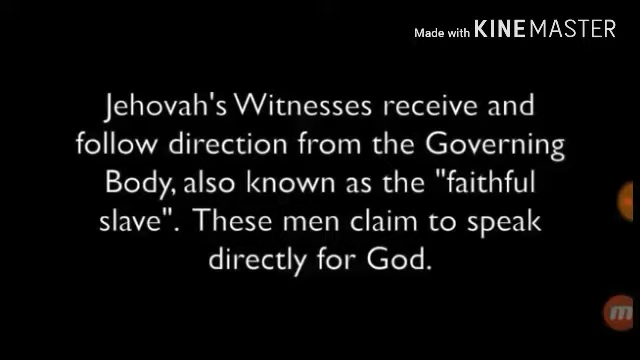 Made with KINEMASTER
Jehovah's Witnesses receive and
follow direction from the Governing
Body, also known as the "faithful
slave". These men claim to speak
directly for God.
m